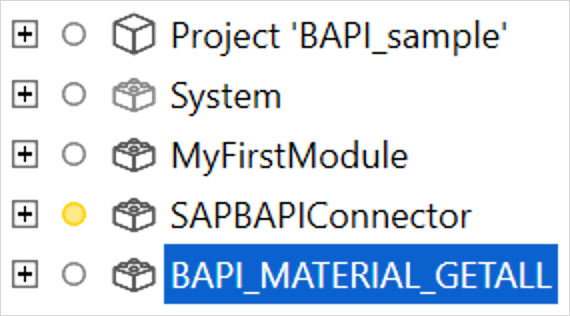 Project 'BAPI_sample'
System
MyFirstModule
SAPBAPIConnector
BAPI_MATERIAL_GETALL